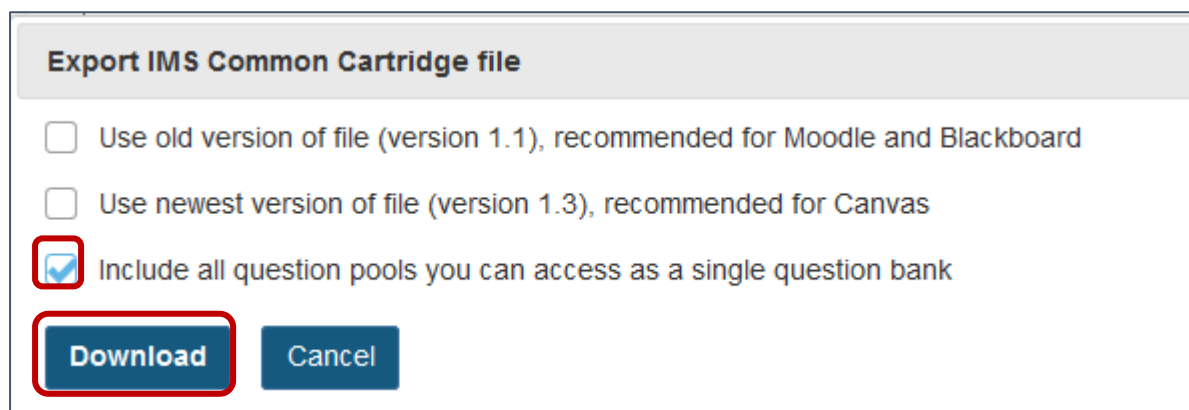 Export IMS Common Cartridge file
Use old version of file (version 1.1), recommended for Moodle and Blackboard
Use newest version of file (version 1.3), recommended for Canvas
Include all question pools you can access as a single question bank
Download Cancel